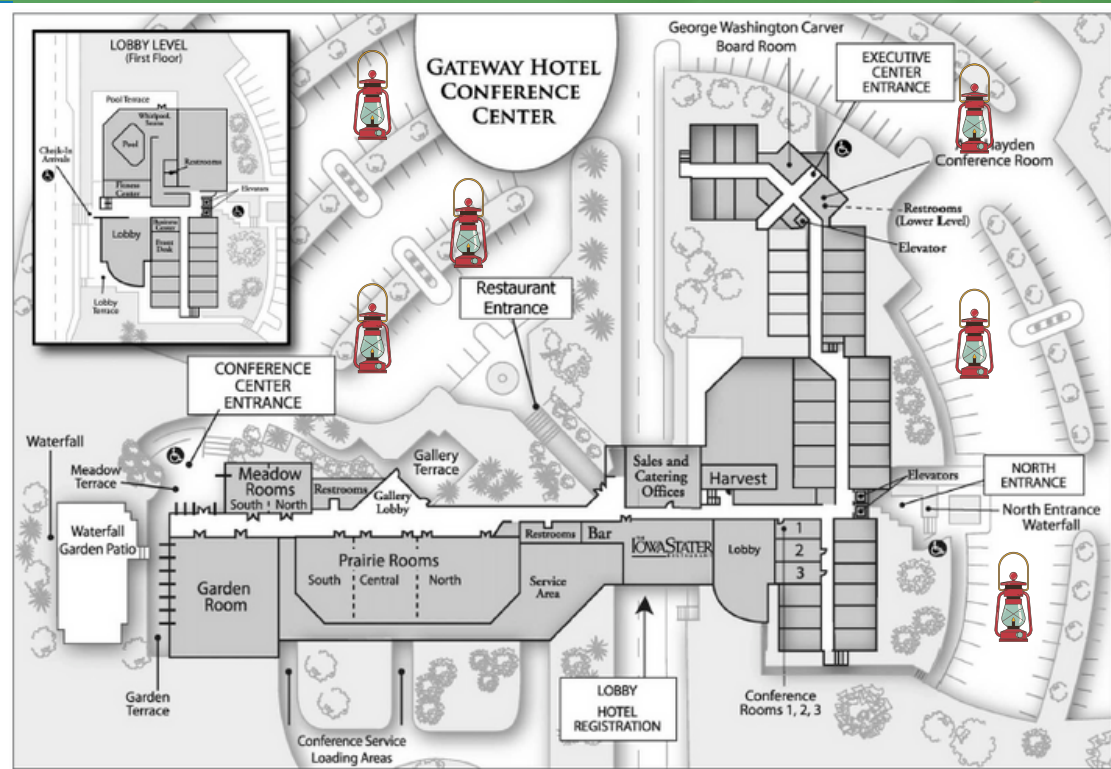 LOBBY LEVEL
(First Floor)
Pool Terrace
Whirlpool,
Sauna
Pool
Restrooms
Check-In
Arrivals
Fitness
Center
Elevators
Lobby
Business
Center
Front
Desk
Lobby
Terrace
GATEWAY HOTEL
CONFERENCE
CENTER
George Washington Carver
Board Room
EXECUTIVE
CENTER
ENTRANCE
ayden
Conference Room
Restrooms
(Lower Level)
Elevator
Restaurant
Entrance
CONFERENCE
CENTER
ENTRANCE
Waterfall
Meadow
Terrace
Meadow
Rooms
South North
Restrooms
Gallery
Lobby
Gallery
Terrace
Sales and
Catering
Offices
Harvest
Elevators
NORTH
ENTRANCE
North Entrance
Waterfall
Waterfall
Garden Patio
Garden
Room
Prairie Rooms
South Central North
Restrooms
Bar
Service
Area
THE
IOWASTATER
RESTAURANT
Lobby
1
2
3
Garden
Terrace
Conference Service
Loading Areas
LOBBY
HOTEL
REGISTRATION
Conference
Rooms 1, 2, 3